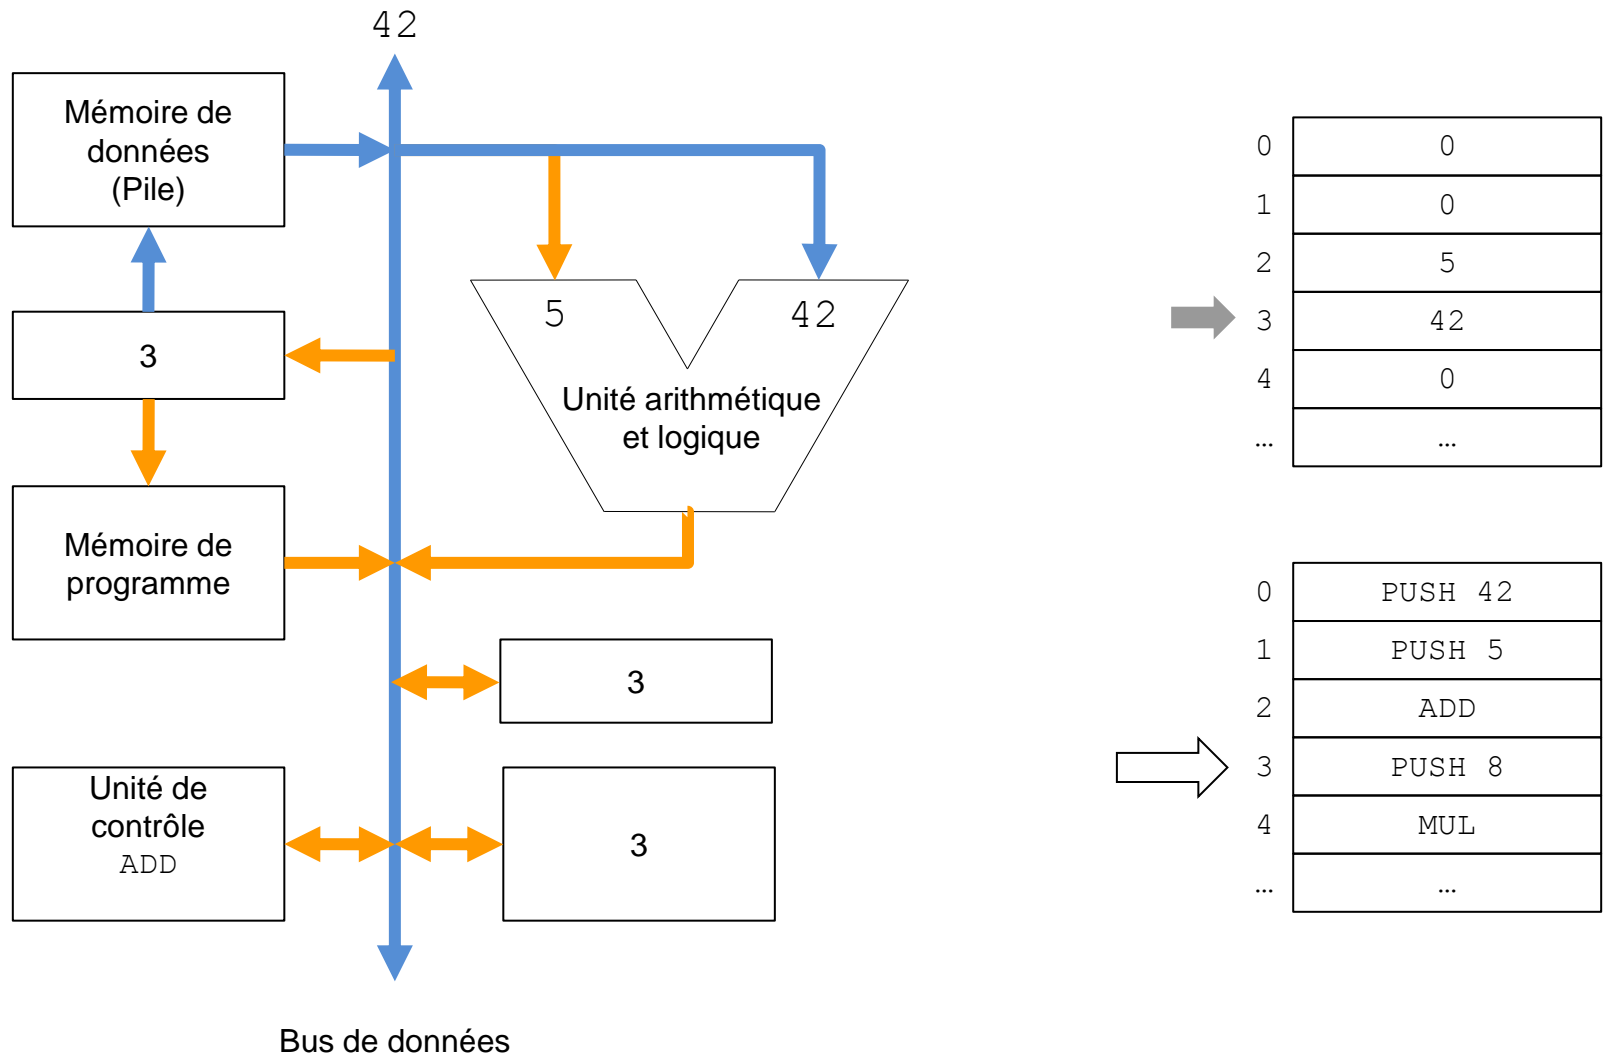 42
Mémoire de
données
(Pile)
3
Mémoire de
programme
Unité de
contrôle
ADD
5
42
Unité arithmétique
et logique
3
3
Bus de données
0 0
1 0
2 5
3 42
4 0
... ...
0 PUSH 42
1 PUSH 5
2 ADD
3 PUSH 8
4 MUL
... ...